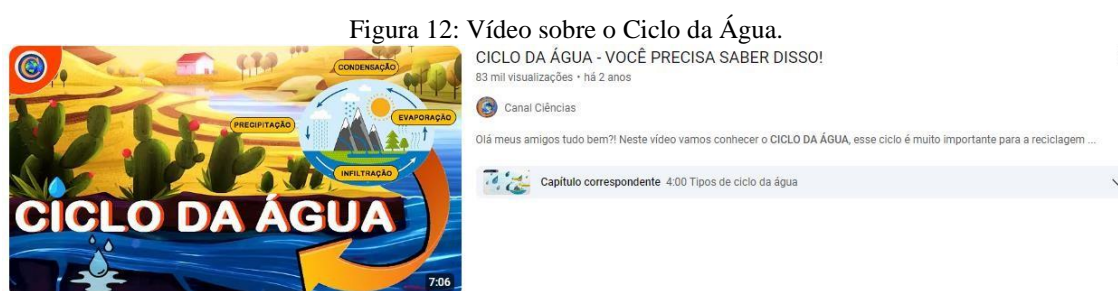 Figura 12: Vídeo sobre o Ciclo da Água.
CONDENSAÇÃO
PRECIPITAÇÃO
EVAPORAÇÃO
INFILTRAÇÃO
CICLO DA ÁGUA
7:06
CICLO DA ÁGUA - VOCÊ PRECISA SABER DISSO!
83 mil visualizações • há 2 anos
Canal Ciências
Olá meus amigos tudo bem?! Neste vídeo vamos conhecer o CICLO DA ÁGUA, esse ciclo é muito importante para a reciclagem ...
Capítulo correspondente 4:00 Tipos de ciclo da água